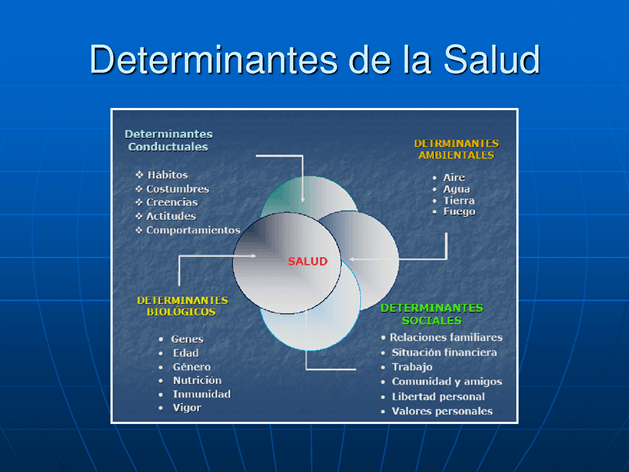 Determinantes de la Salud
Determinantes
Conductuales
❖ Hábitos
❖ Costumbres
❖ Creencias
❖ Actitudes
❖ Comportamientos
DETRMINANTES
AMBIENTALES
• Aire
• Agua
• Tierra
• Fuego
SALUD
DETERMINANTES
BIOLÓGICOS
• Genes
• Edad
• Género
• Nutrición
• Inmunidad
• Vigor
DETERMINANTES
SOCIALES
• Relaciones familiares
• Situación financiera
• Trabajo
• Comunidad y amigos
• Libertad personal
• Valores personales